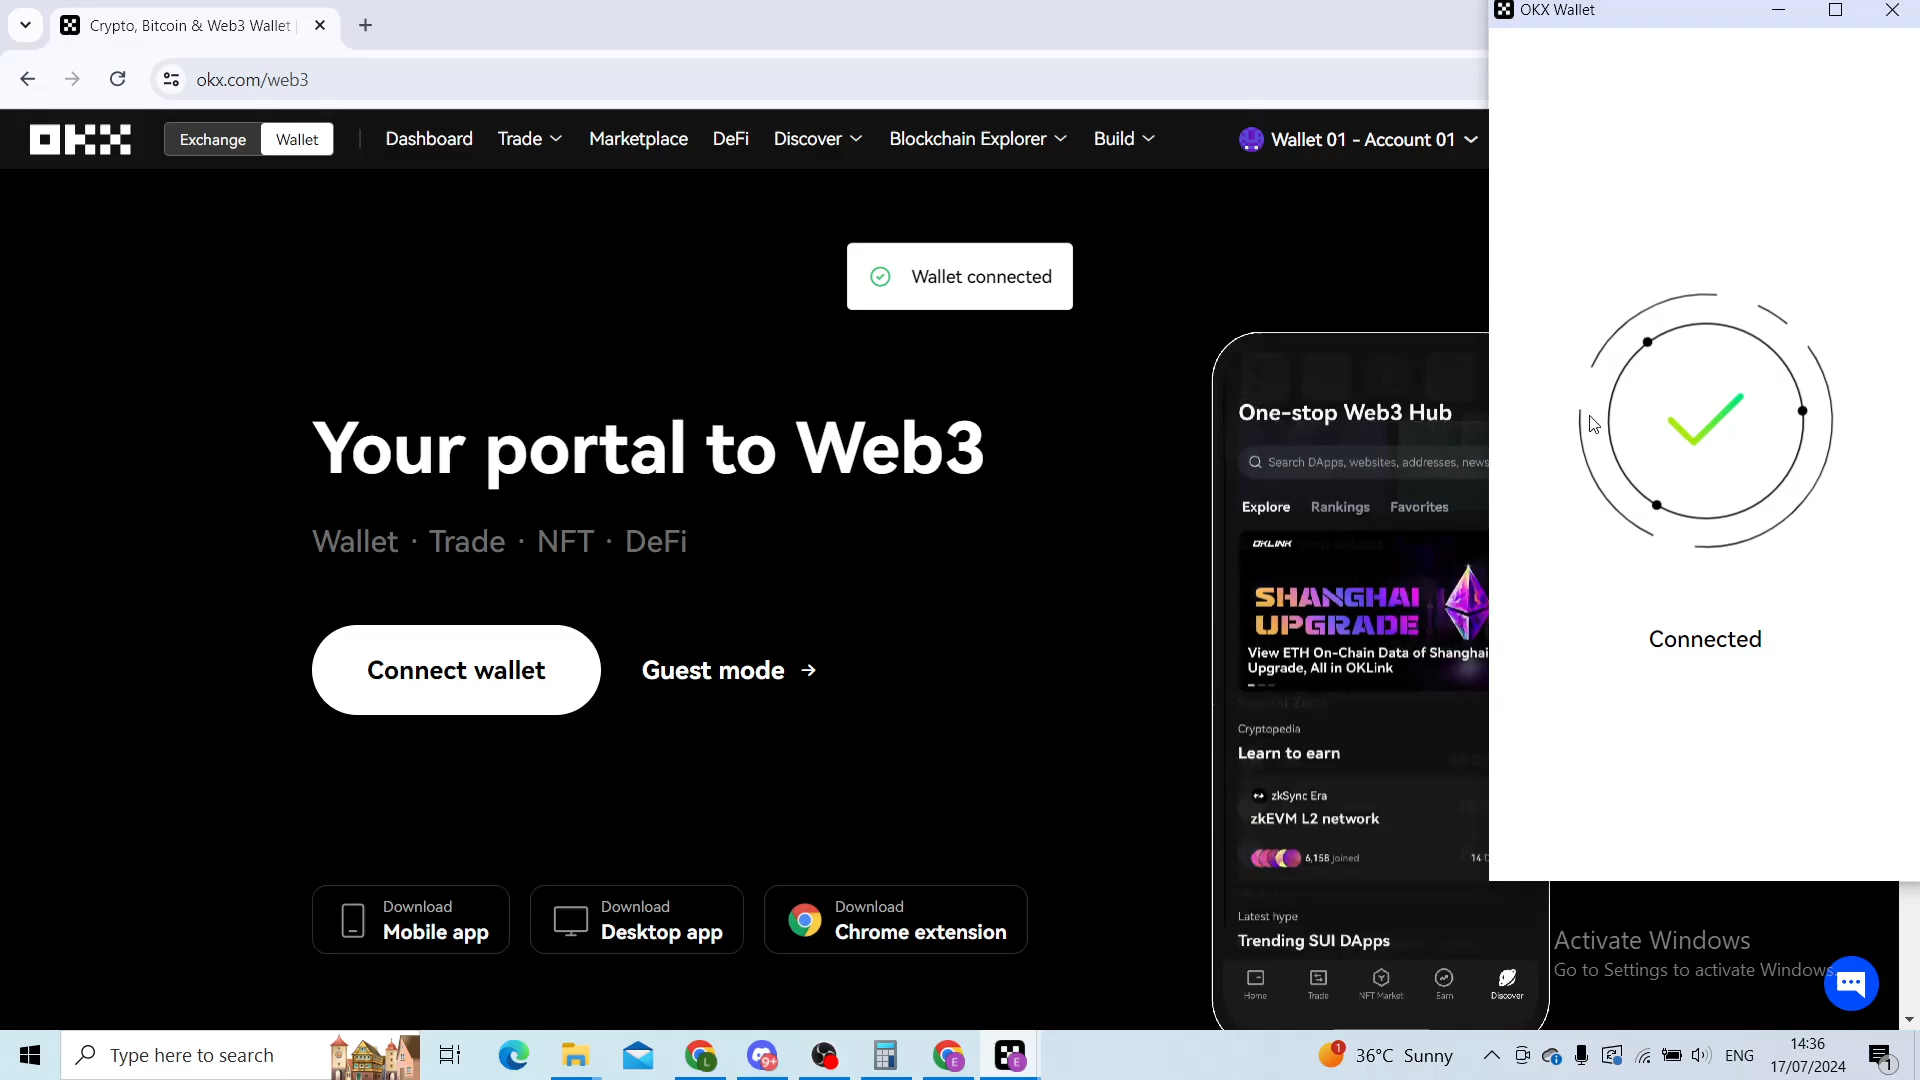 Crypto, Bitcoin & Web3 Wallet
OKX Wallet
okx.com/web3
OKX
Exchange
Wallet
Dashboard
Trade
Marketplace
DeFi
Discover
Blockchain Explorer
Build
Wallet 01 - Account 01
Wallet connected
Your portal to Web3
Wallet · Trade · NFT · DeFi
Connect wallet
Guest mode →
Download
Mobile app
Download
Desktop app
Download
Chrome extension
One-stop Web3 Hub
Search DApps, websites, addresses, news
Explore
Rankings
Favorites
OKLINK
SHANGHAI
UPGRADE
View ETH On-Chain Data of Shanghai
Upgrade, All in OKLink
Cryptopedia
Learn to earn
zkSync Era
zkEVM L2 network
6,158 joined
14
Latest hype
Trending SUI DApps
Home
Trade
NFT Market
Earn
Discover
Connected
Activate Windows
Go to Settings to activate Windows.
Type here to search
L
9+
E
E
1
36°C Sunny
ENG
14:36
17/07/2024
1